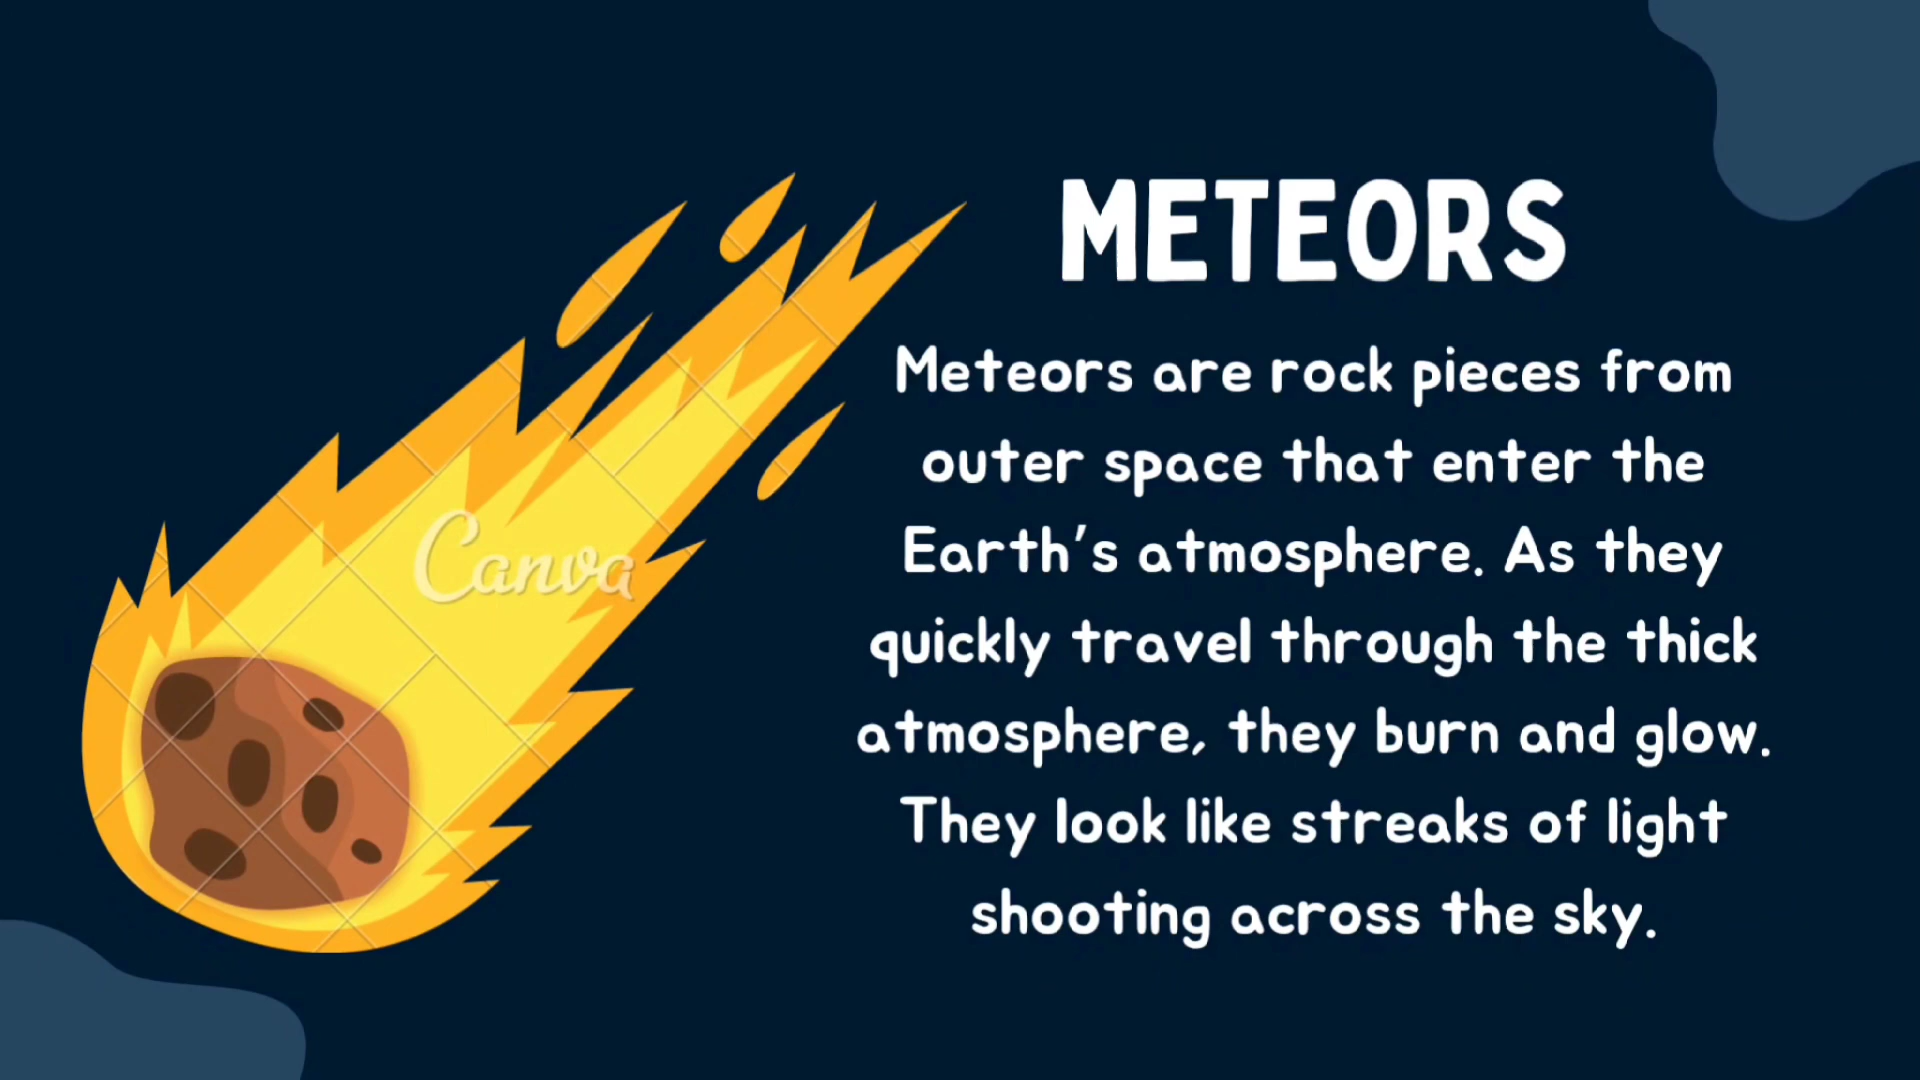 METEORS
Meteors are rock pieces from
outer space that enter the
Earth's atmosphere. As they
quickly travel through the thick
atmosphere, they burn and glow.
They look like streaks of light
shooting across the sky.
Canva